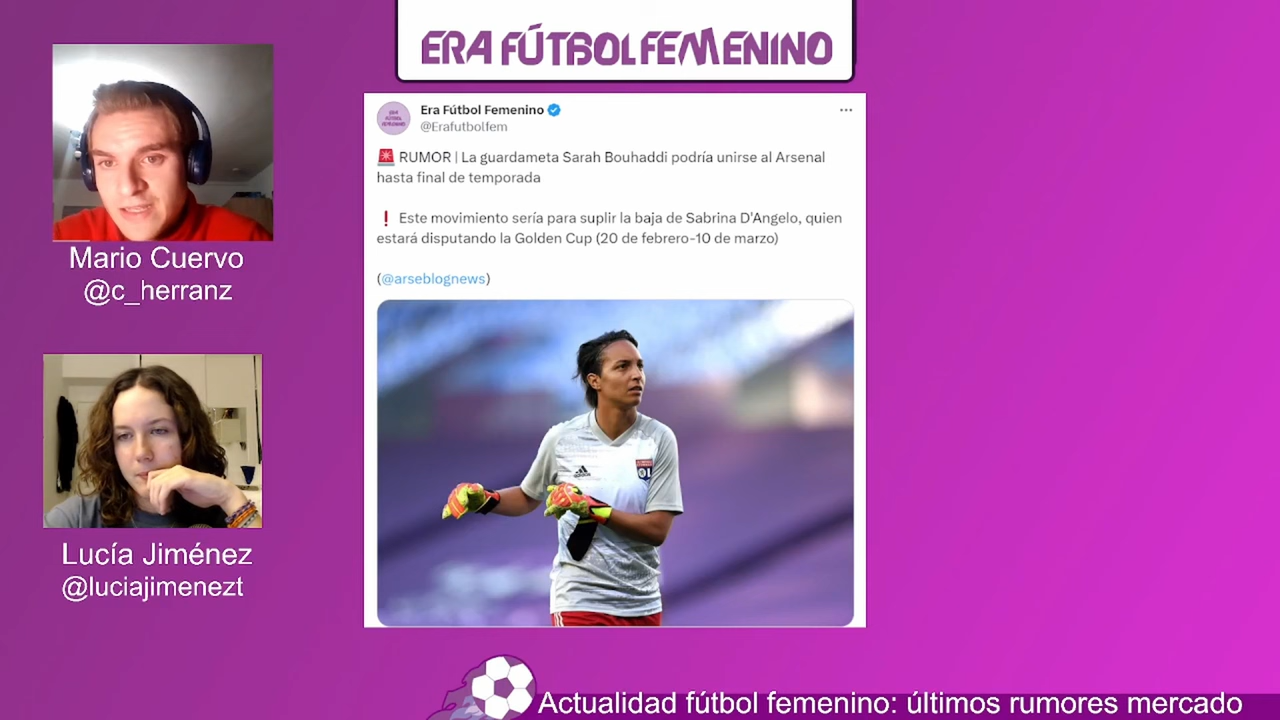 ERA FÚTBOL FEMENINO
Era Fútbol Femenino
@Erafutbolfem
🚨 RUMOR | La guardameta Sarah Bouhaddi podría unirse al Arsenal
hasta final de temporada
❗ Este movimiento sería para suplir la baja de Sabrina D'Angelo, quien
estará disputando la Golden Cup (20 de febrero-10 de marzo)
(@arseblognews)
Mario Cuervo
@c_herranz
Lucía Jiménez
@luciajimenezt
adidas
OL
Actualidad fútbol femenino: últimos rumores mercado